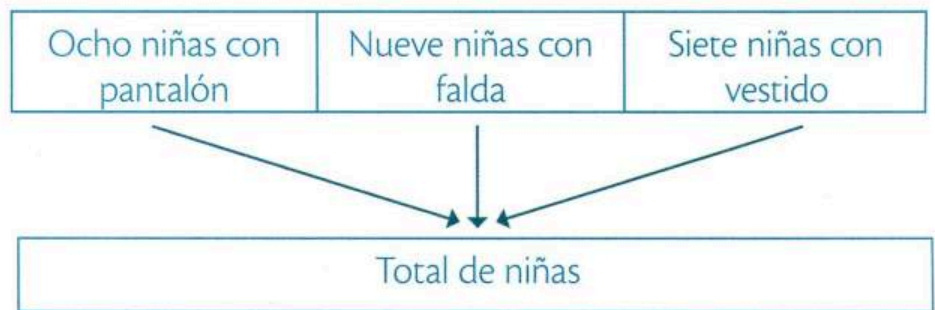 Ocho niñas con
pantalón
Nueve niñas con
falda
Siete niñas con
vestido
Total de niñas